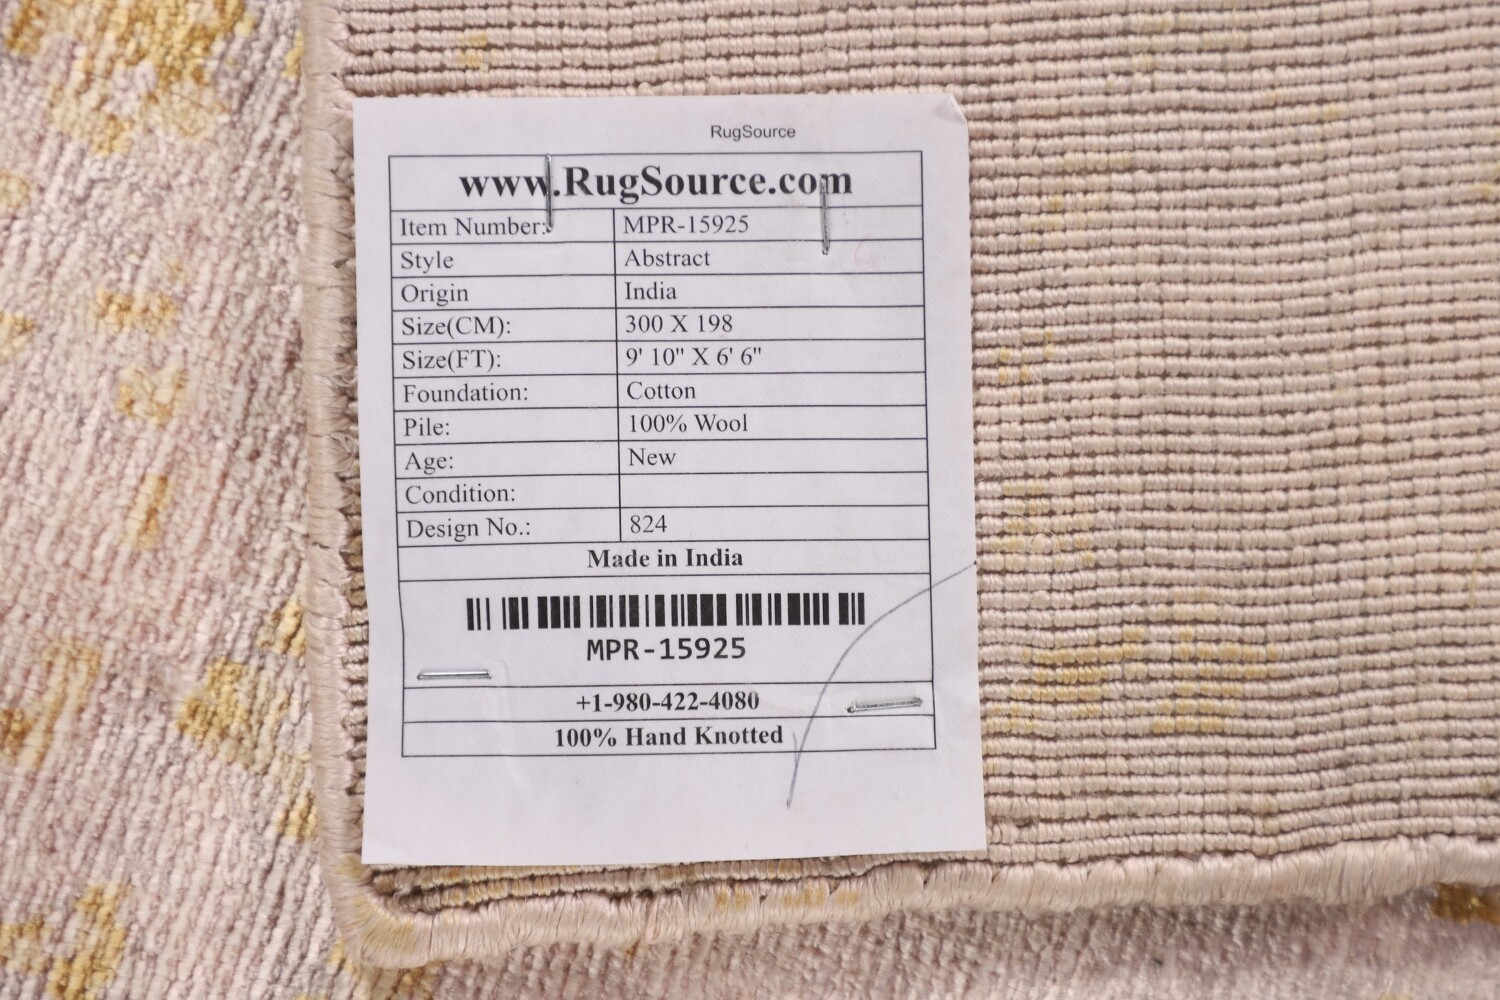 RugSource
www.RugSource.com
Item Number: MPR-15925
Style Abstract
Origin India
Size(CM): 300 X 198
Size(FT): 9' 10" X 6' 6"
Foundation: Cotton
Pile: 100% Wool
Age: New
Condition:
Design No.: 824
Made in India
MPR-15925
+1-980-422-4080
100% Hand Knotted